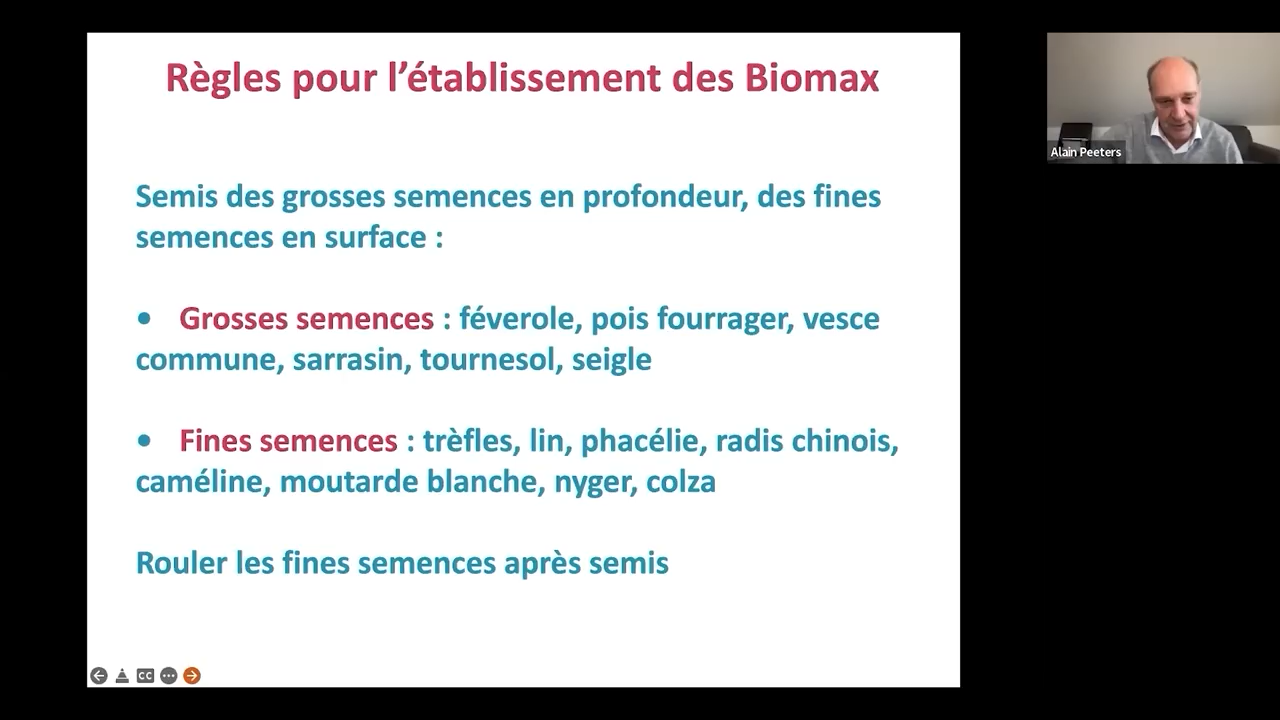 Règles pour l’établissement des Biomax
Alain Peeters
Semis des grosses semences en profondeur, des fines
semences en surface :
• Grosses semences : féverole, pois fourrager, vesce
commune, sarrasin, tournesol, seigle
• Fines semences : trèfles, lin, phacélie, radis chinois,
caméline, moutarde blanche, nyger, colza
Rouler les fines semences après semis
CC